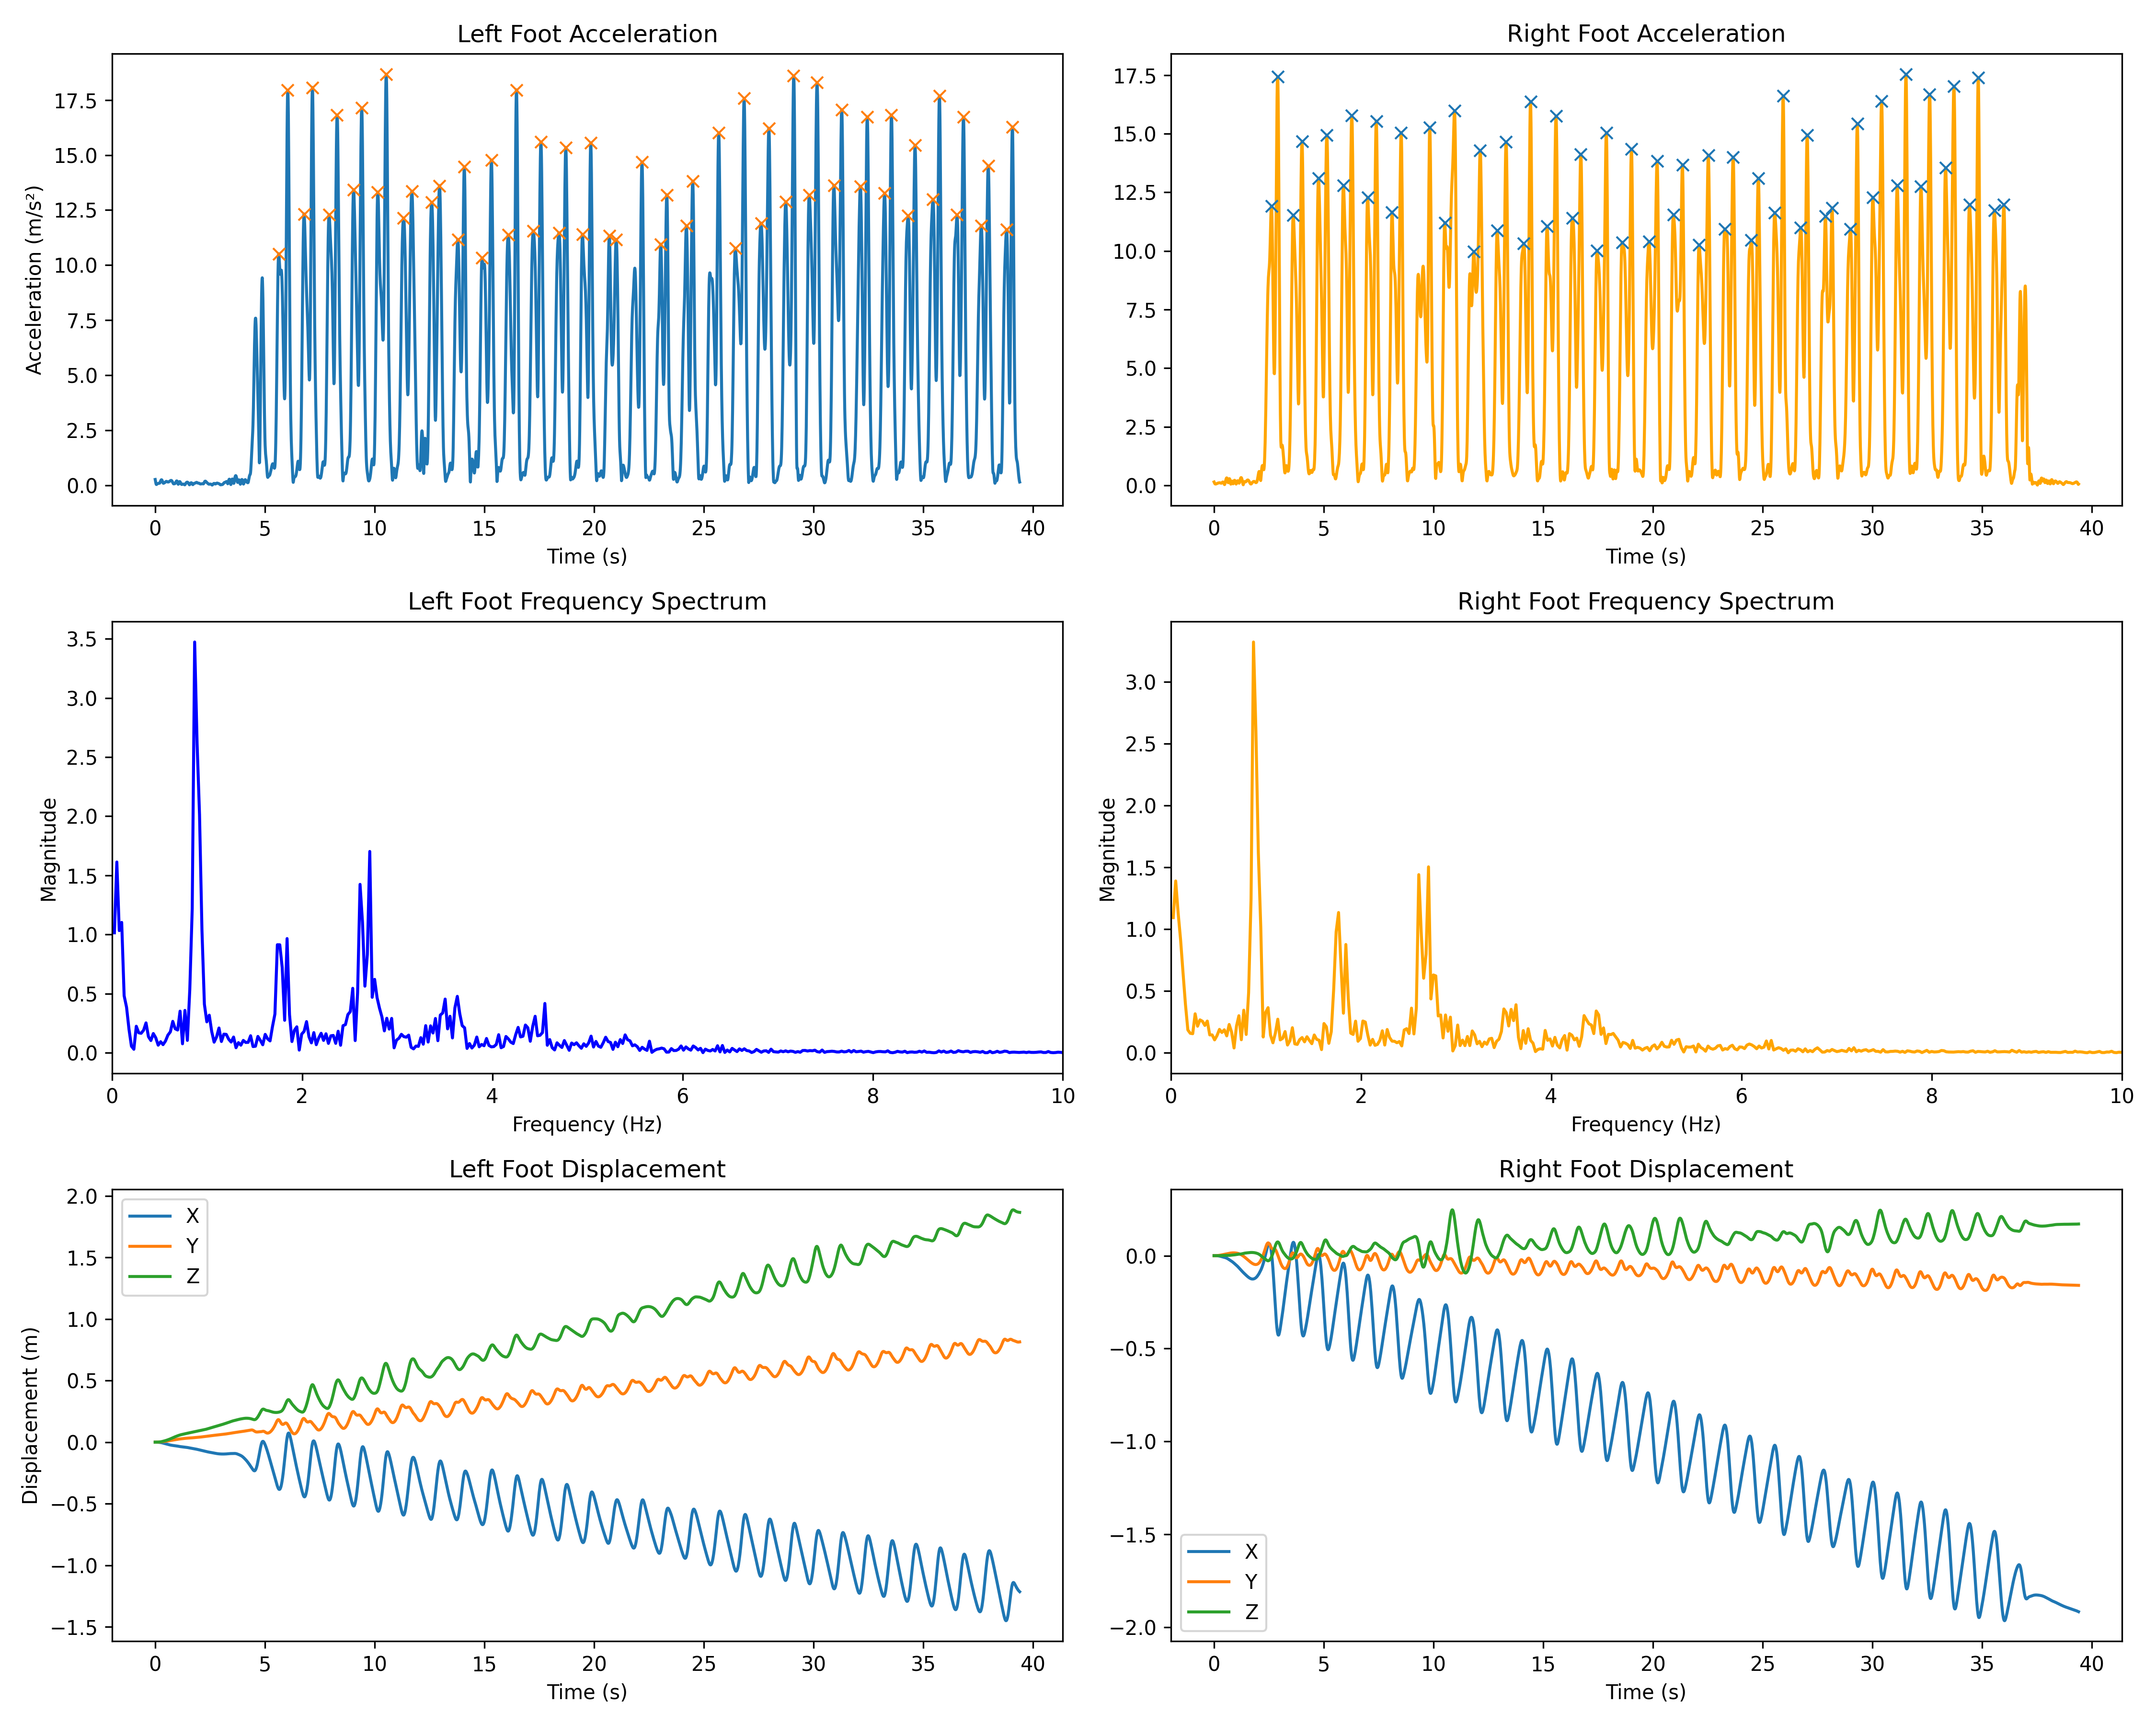 Left Foot Acceleration
Acceleration (m/s²)
17.5
15.0
12.5
10.0
7.5
5.0
2.5
0.0
0 5 10 15 20 25 30 35 40
Time (s)
Right Foot Acceleration
17.5
15.0
12.5
10.0
7.5
5.0
2.5
0.0
0 5 10 15 20 25 30 35 40
Time (s)
Left Foot Frequency Spectrum
Magnitude
3.5
3.0
2.5
2.0
1.5
1.0
0.5
0.0
0 2 4 6 8 10
Frequency (Hz)
Right Foot Frequency Spectrum
Magnitude
3.0
2.5
2.0
1.5
1.0
0.5
0.0
0 2 4 6 8 10
Frequency (Hz)
Left Foot Displacement
Displacement (m)
2.0
1.5
1.0
0.5
0.0
−0.5
−1.0
−1.5
X
Y
Z
0 5 10 15 20 25 30 35 40
Time (s)
Right Foot Displacement
0.0
−0.5
−1.0
−1.5
−2.0
X
Y
Z
0 5 10 15 20 25 30 35 40
Time (s)